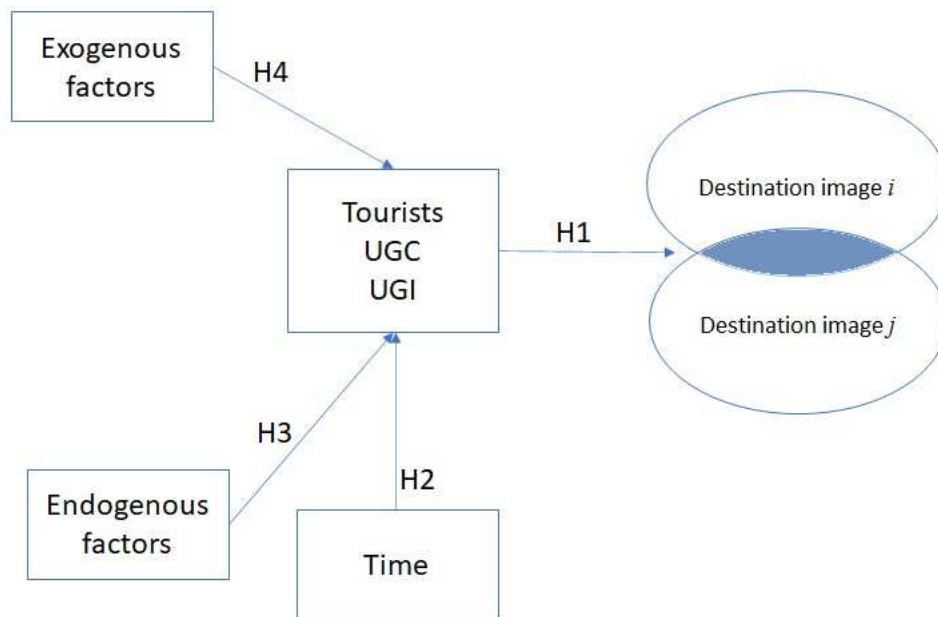 Exogenous
factors
H4
Tourists
UGC
UGI
H1
Destination image i
Destination image j
H3
H2
Endogenous
factors
Time